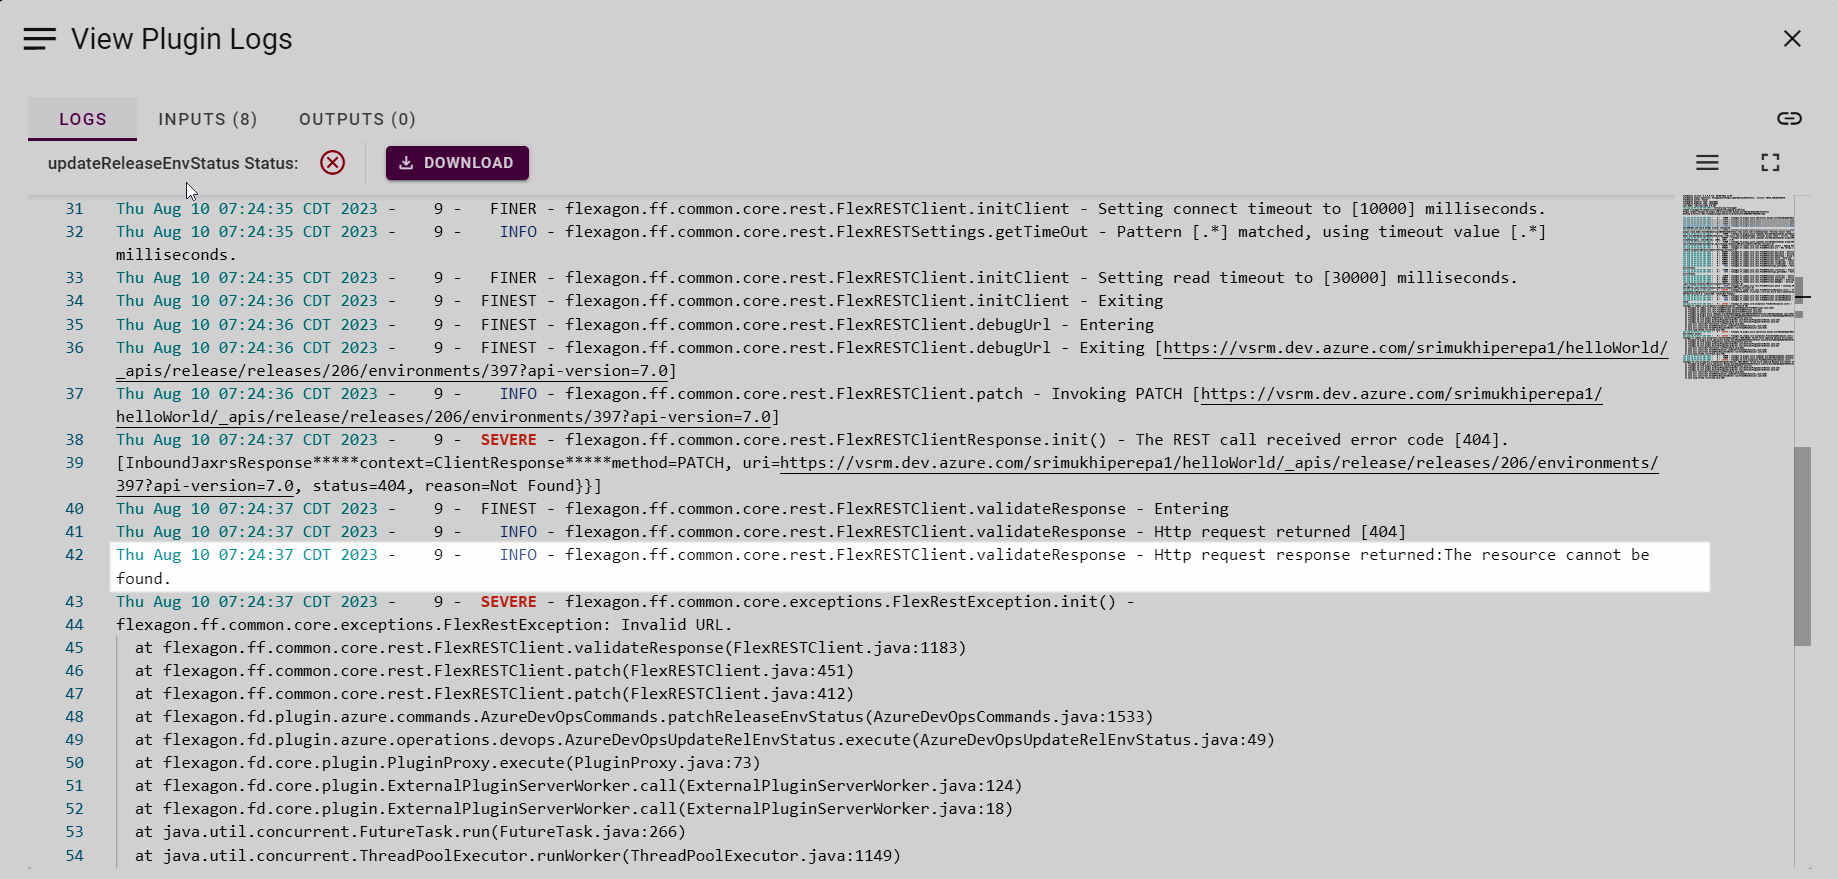 View Plugin Logs
LOGS INPUTS (8) OUTPUTS (0)
updateReleaseEnvStatus Status: DOWNLOAD
31 Thu Aug 10 07:24:35 CDT 2023 - 9 - FINER - flexagon.ff.common.core.rest.FlexRESTClient.initClient - Setting connect timeout to [10000] milliseconds.
32 Thu Aug 10 07:24:35 CDT 2023 - 9 - INFO - flexagon.ff.common.core.rest.FlexRESTSettings.getTimeOut - Pattern [.*] matched, using timeout value [.*]
milliseconds.
33 Thu Aug 10 07:24:35 CDT 2023 - 9 - FINER - flexagon.ff.common.core.rest.FlexRESTClient.initClient - Setting read timeout to [30000] milliseconds.
34 Thu Aug 10 07:24:36 CDT 2023 - 9 - FINEST - flexagon.ff.common.core.rest.FlexRESTClient.initClient - Exiting
35 Thu Aug 10 07:24:36 CDT 2023 - 9 - FINEST - flexagon.ff.common.core.rest.FlexRESTClient.debugUrl - Entering
36 Thu Aug 10 07:24:36 CDT 2023 - 9 - FINEST - flexagon.ff.common.core.rest.FlexRESTClient.debugUrl - Exiting [https://vsrm.dev.azure.com/srimukhiperepa1/helloWorld/
_apis/release/releases/206/environments/397?api-version=7.0]
37 Thu Aug 10 07:24:36 CDT 2023 - 9 - INFO - flexagon.ff.common.core.rest.FlexRESTClient.patch - Invoking PATCH [https://vsrm.dev.azure.com/srimukhiperepa1/
helloWorld/_apis/release/releases/206/environments/397?api-version=7.0]
38 Thu Aug 10 07:24:37 CDT 2023 - 9 - SEVERE - flexagon.ff.common.core.rest.FlexRESTClientResponse.init() - The REST call received error code [404].
39 [InboundJaxrsResponse*****context=ClientResponse*****method=PATCH, uri=https://vsrm.dev.azure.com/srimukhiperepa1/helloWorld/_apis/release/releases/206/environments/
397?api-version=7.0, status=404, reason=Not Found}}]
40 Thu Aug 10 07:24:37 CDT 2023 - 9 - FINEST - flexagon.ff.common.core.rest.FlexRESTClient.validateResponse - Entering
41 Thu Aug 10 07:24:37 CDT 2023 - 9 - INFO - flexagon.ff.common.core.rest.FlexRESTClient.validateResponse - Http request returned [404]
42 Thu Aug 10 07:24:37 CDT 2023 - 9 - INFO - flexagon.ff.common.core.rest.FlexRESTClient.validateResponse - Http request response returned:The resource cannot be
found.
43 Thu Aug 10 07:24:37 CDT 2023 - 9 - SEVERE - flexagon.ff.common.core.exceptions.FlexRestException.init() -
44 flexagon.ff.common.core.exceptions.FlexRestException: Invalid URL.
45 at flexagon.ff.common.core.rest.FlexRESTClient.validateResponse(FlexRESTClient.java:1183)
46 at flexagon.ff.common.core.rest.FlexRESTClient.patch(FlexRESTClient.java:451)
47 at flexagon.ff.common.core.rest.FlexRESTClient.patch(FlexRESTClient.java:412)
48 at flexagon.fd.plugin.azure.commands.AzureDevOpsCommands.patchReleaseEnvStatus(AzureDevOpsCommands.java:1533)
49 at flexagon.fd.plugin.azure.operations.devops.AzureDevOpsUpdateRelEnvStatus.execute(AzureDevOpsUpdateRelEnvStatus.java:49)
50 at flexagon.fd.core.plugin.PluginProxy.execute(PluginProxy.java:73)
51 at flexagon.fd.core.plugin.ExternalPluginServerWorker.call(ExternalPluginServerWorker.java:124)
52 at flexagon.fd.core.plugin.ExternalPluginServerWorker.call(ExternalPluginServerWorker.java:18)
53 at java.util.concurrent.FutureTask.run(FutureTask.java:266)
54 at java.util.concurrent.ThreadPoolExecutor.runWorker(ThreadPoolExecutor.java:1149)